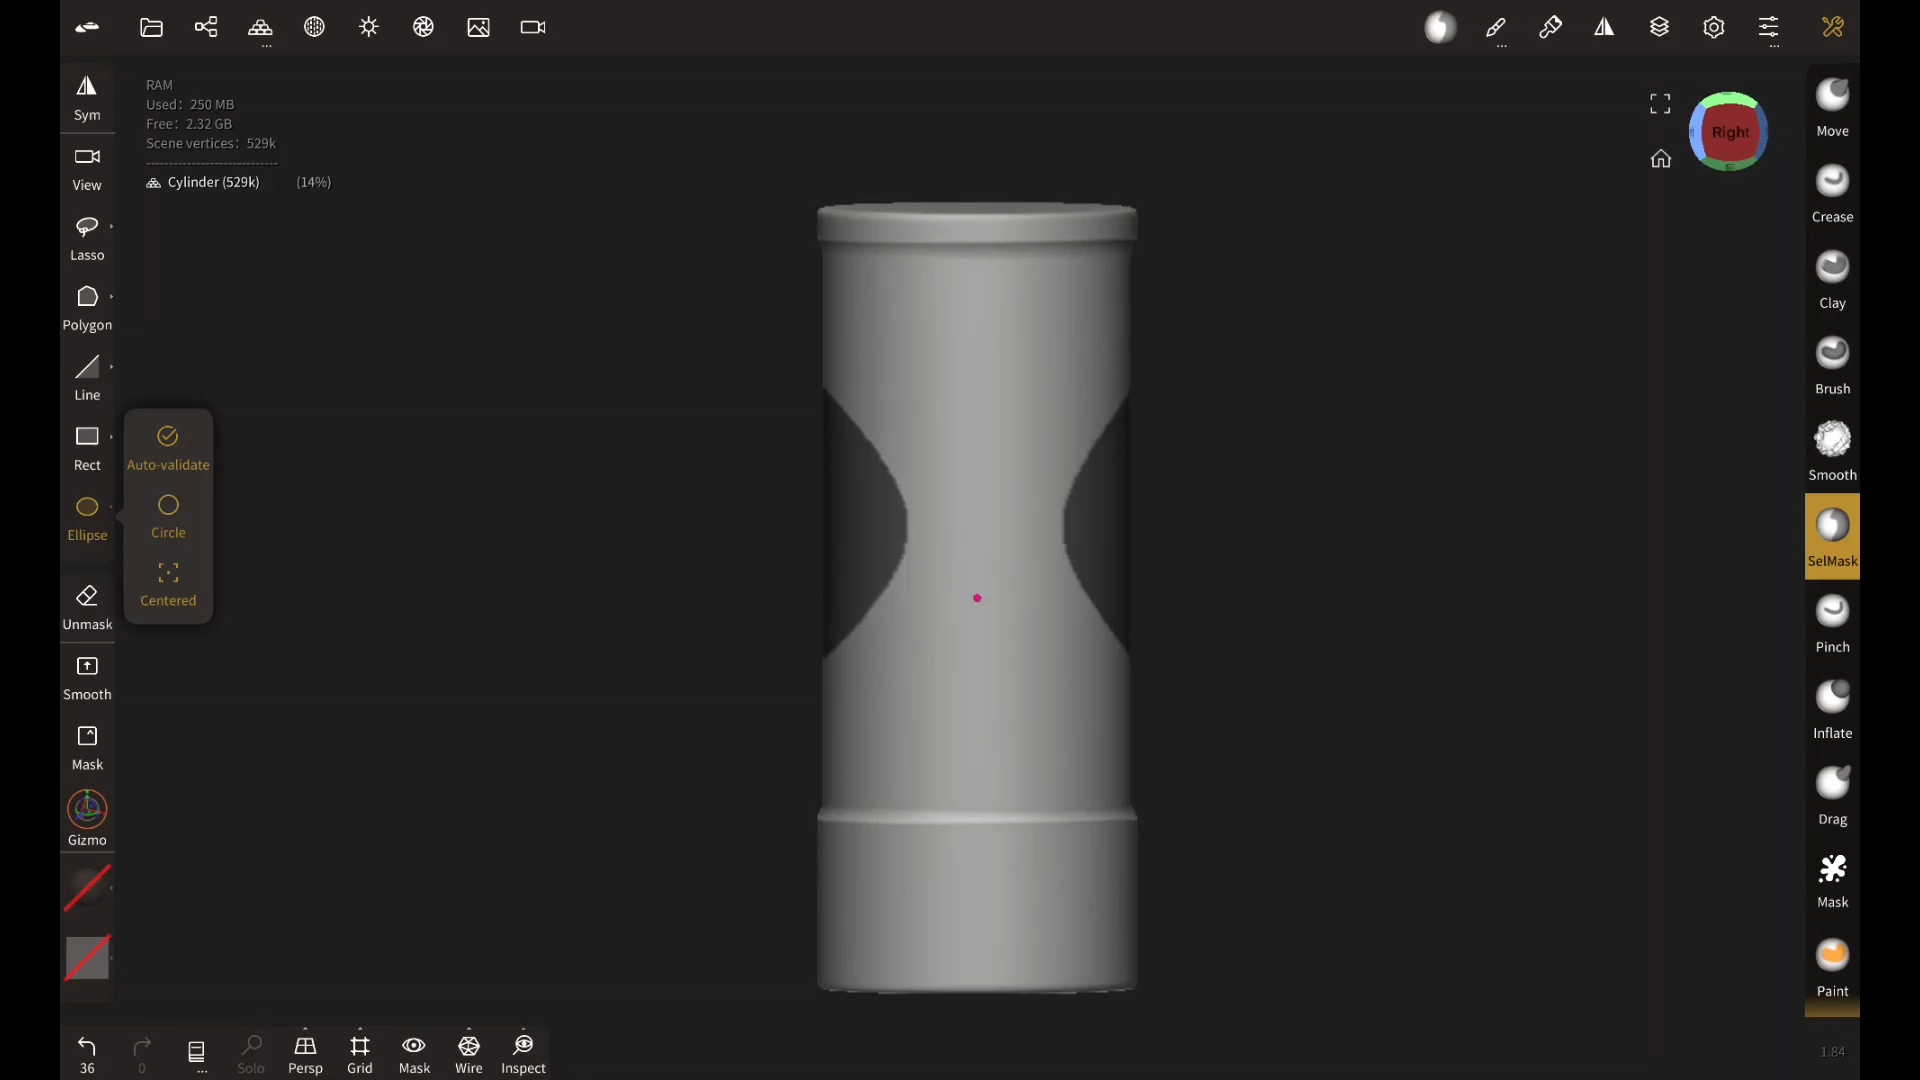 RAM
Used: 250 MB
Free: 2.32 GB
Scene vertices: 529k
----------------------------
Cylinder (529k) (14%)
Right
Sym
View
Lasso
Polygon
Line
Rect
Ellipse
Auto-validate
Circle
Centered
Unmask
Smooth
Mask
Gizmo
Move
Crease
Clay
Brush
Smooth
SelMask
Pinch
Inflate
Drag
Mask
Paint
36
0
...
Solo
Persp
Grid
Mask
Wire
Inspect
1.84